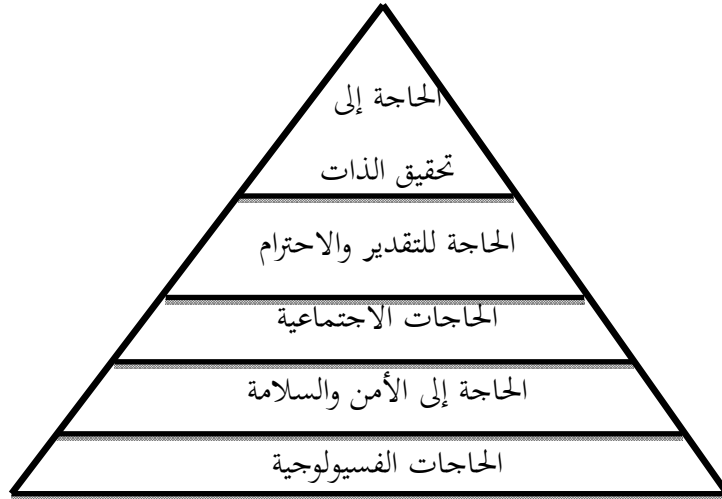 الحاجة إلى
تحقيق الذات
الحاجة للتقدير والاحترام
الحاجات الاجتماعية
الحاجة إلى الأمن والسلامة
الحاجات الفسيولوجية